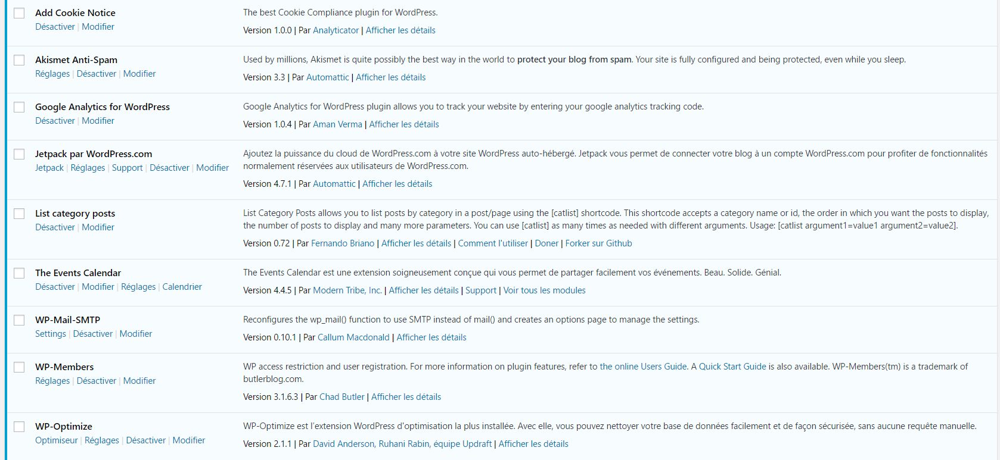 Add Cookie Notice
Désactiver | Modifier
The best Cookie Compliance plugin for WordPress.
Version 1.0.0 | Par Analyticator | Afficher les détails
Akismet Anti-Spam
Réglages | Désactiver | Modifier
Used by millions, Akismet is quite possibly the best way in the world to protect your blog from spam. Your site is fully configured and being protected, even while you sleep.
Version 3.3 | Par Automattic | Afficher les détails
Google Analytics for WordPress
Désactiver | Modifier
Google Analytics for WordPress plugin allows you to track your website by entering your google analytics tracking code.
Version 1.0.4 | Par Aman Verma | Afficher les détails
Jetpack par WordPress.com
Jetpack | Réglages | Support | Désactiver | Modifier
Ajoutez la puissance du cloud de WordPress.com à votre site WordPress auto-hébergé. Jetpack vous permet de connecter votre blog à un compte WordPress.com pour profiter de fonctionnalités
normalement réservées aux utilisateurs de WordPress.com.
Version 4.7.1 | Par Automattic | Afficher les détails
List category posts
Désactiver | Modifier
List Category Posts allows you to list posts by category in a post/page using the [catlist] shortcode. This shortcode accepts a category name or id, the order in which you want the posts to display,
the number of posts to display and many more parameters. You can use [catlist] as many times as needed with different arguments. Usage: [catlist argument1=value1 argument2=value2].
Version 0.72 | Par Fernando Briano | Afficher les détails | Comment l'utiliser | Doner | Forker sur Github
The Events Calendar
Désactiver | Modifier | Réglages | Calendrier
The Events Calendar est une extension soigneusement conçue qui vous permet de partager facilement vos événements. Beau. Solide. Génial.
Version 4.4.5 | Par Modern Tribe, Inc. | Afficher les détails | Support | Voir tous les modules
WP-Mail-SMTP
Settings | Désactiver | Modifier
Reconfigures the wp_mail() function to use SMTP instead of mail() and creates an options page to manage the settings.
Version 0.10.1 | Par Callum Macdonald | Afficher les détails
WP-Members
Réglages | Désactiver | Modifier
WP access restriction and user registration. For more information on plugin features, refer to the online Users Guide. A Quick Start Guide is also available. WP-Members(tm) is a trademark of
butlerblog.com.
Version 3.1.6.3 | Par Chad Butler | Afficher les détails
WP-Optimize
Optimiseur | Réglages | Désactiver | Modifier
WP-Optimize est l'extension WordPress d'optimisation la plus installée. Avec elle, vous pouvez nettoyer votre base de données facilement et de façon sécurisée, sans aucune requête manuelle.
Version 2.1.1 | Par David Anderson, Ruhani Rabin, équipe Updraft | Afficher les détails